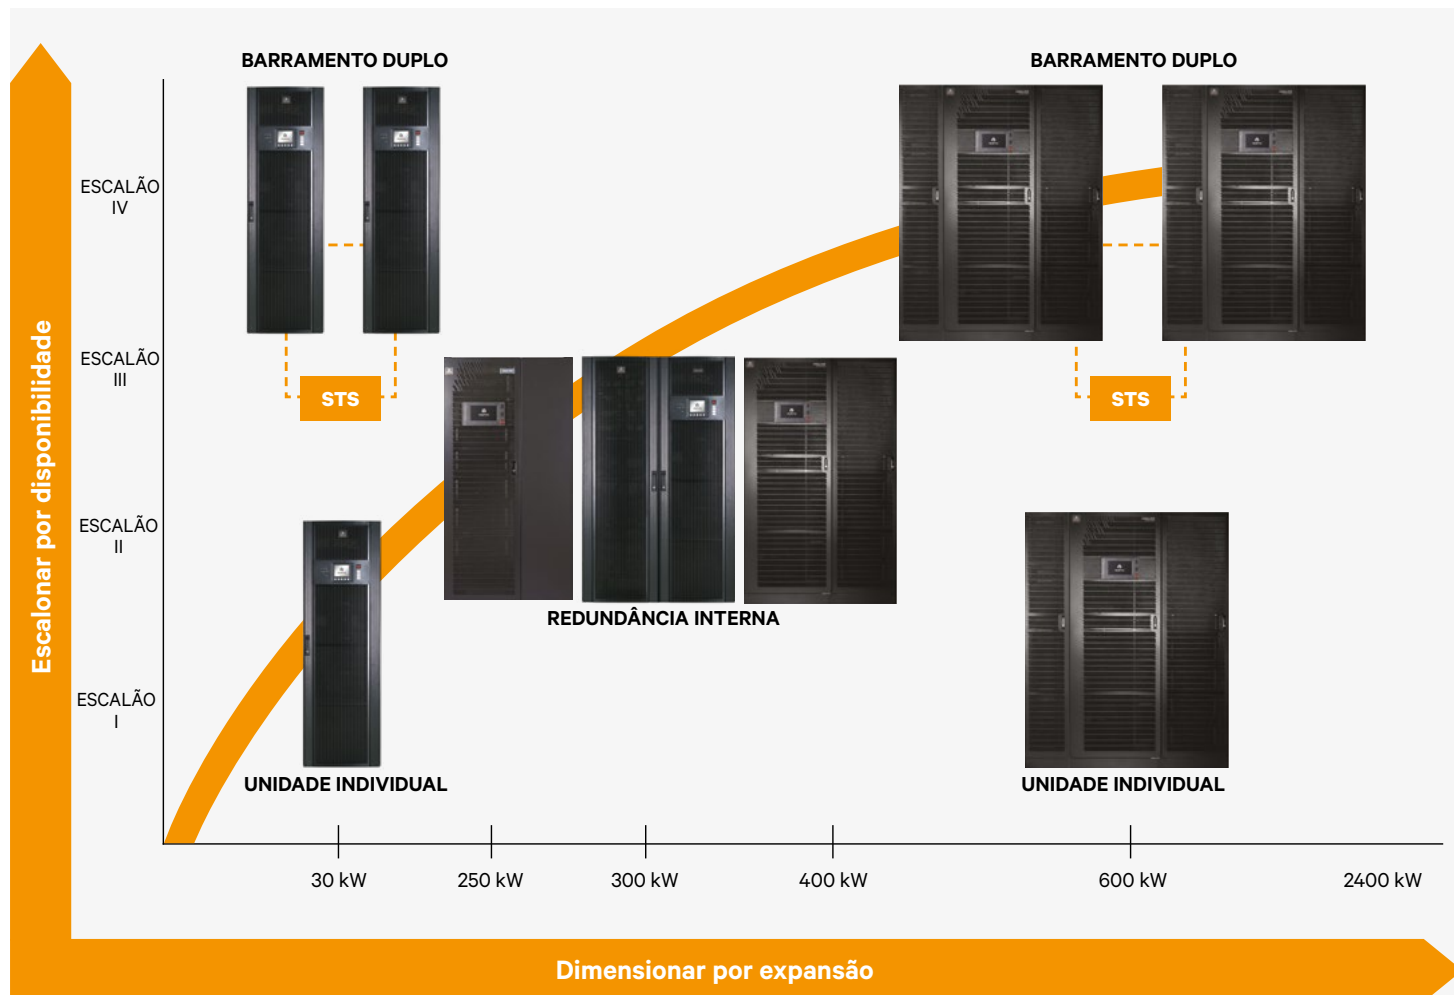 BARRAMENTO DUPLO
BARRAMENTO DUPLO
ESCALÃO
IV
ESCALÃO
III
STS
STS
ESCALÃO
II
REDUNDÂNCIA INTERNA
ESCALÃO
I
UNIDADE INDIVIDUAL
UNIDADE INDIVIDUAL
30 kW
250 kW
300 kW
400 kW
600 kW
2400 kW
Escalonar por disponibilidade
Dimensionar por expansão